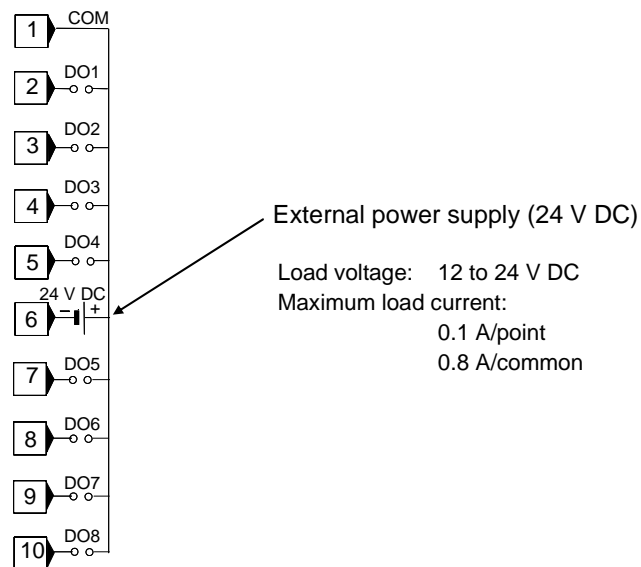 1 COM
2 DO1
3 DO2
4 DO3
5 DO4
24 V DC
6 − +
7 DO5
8 DO6
9 DO7
10 DO8
External power supply (24 V DC)
Load voltage: 12 to 24 V DC
Maximum load current:
0.1 A/point
0.8 A/common